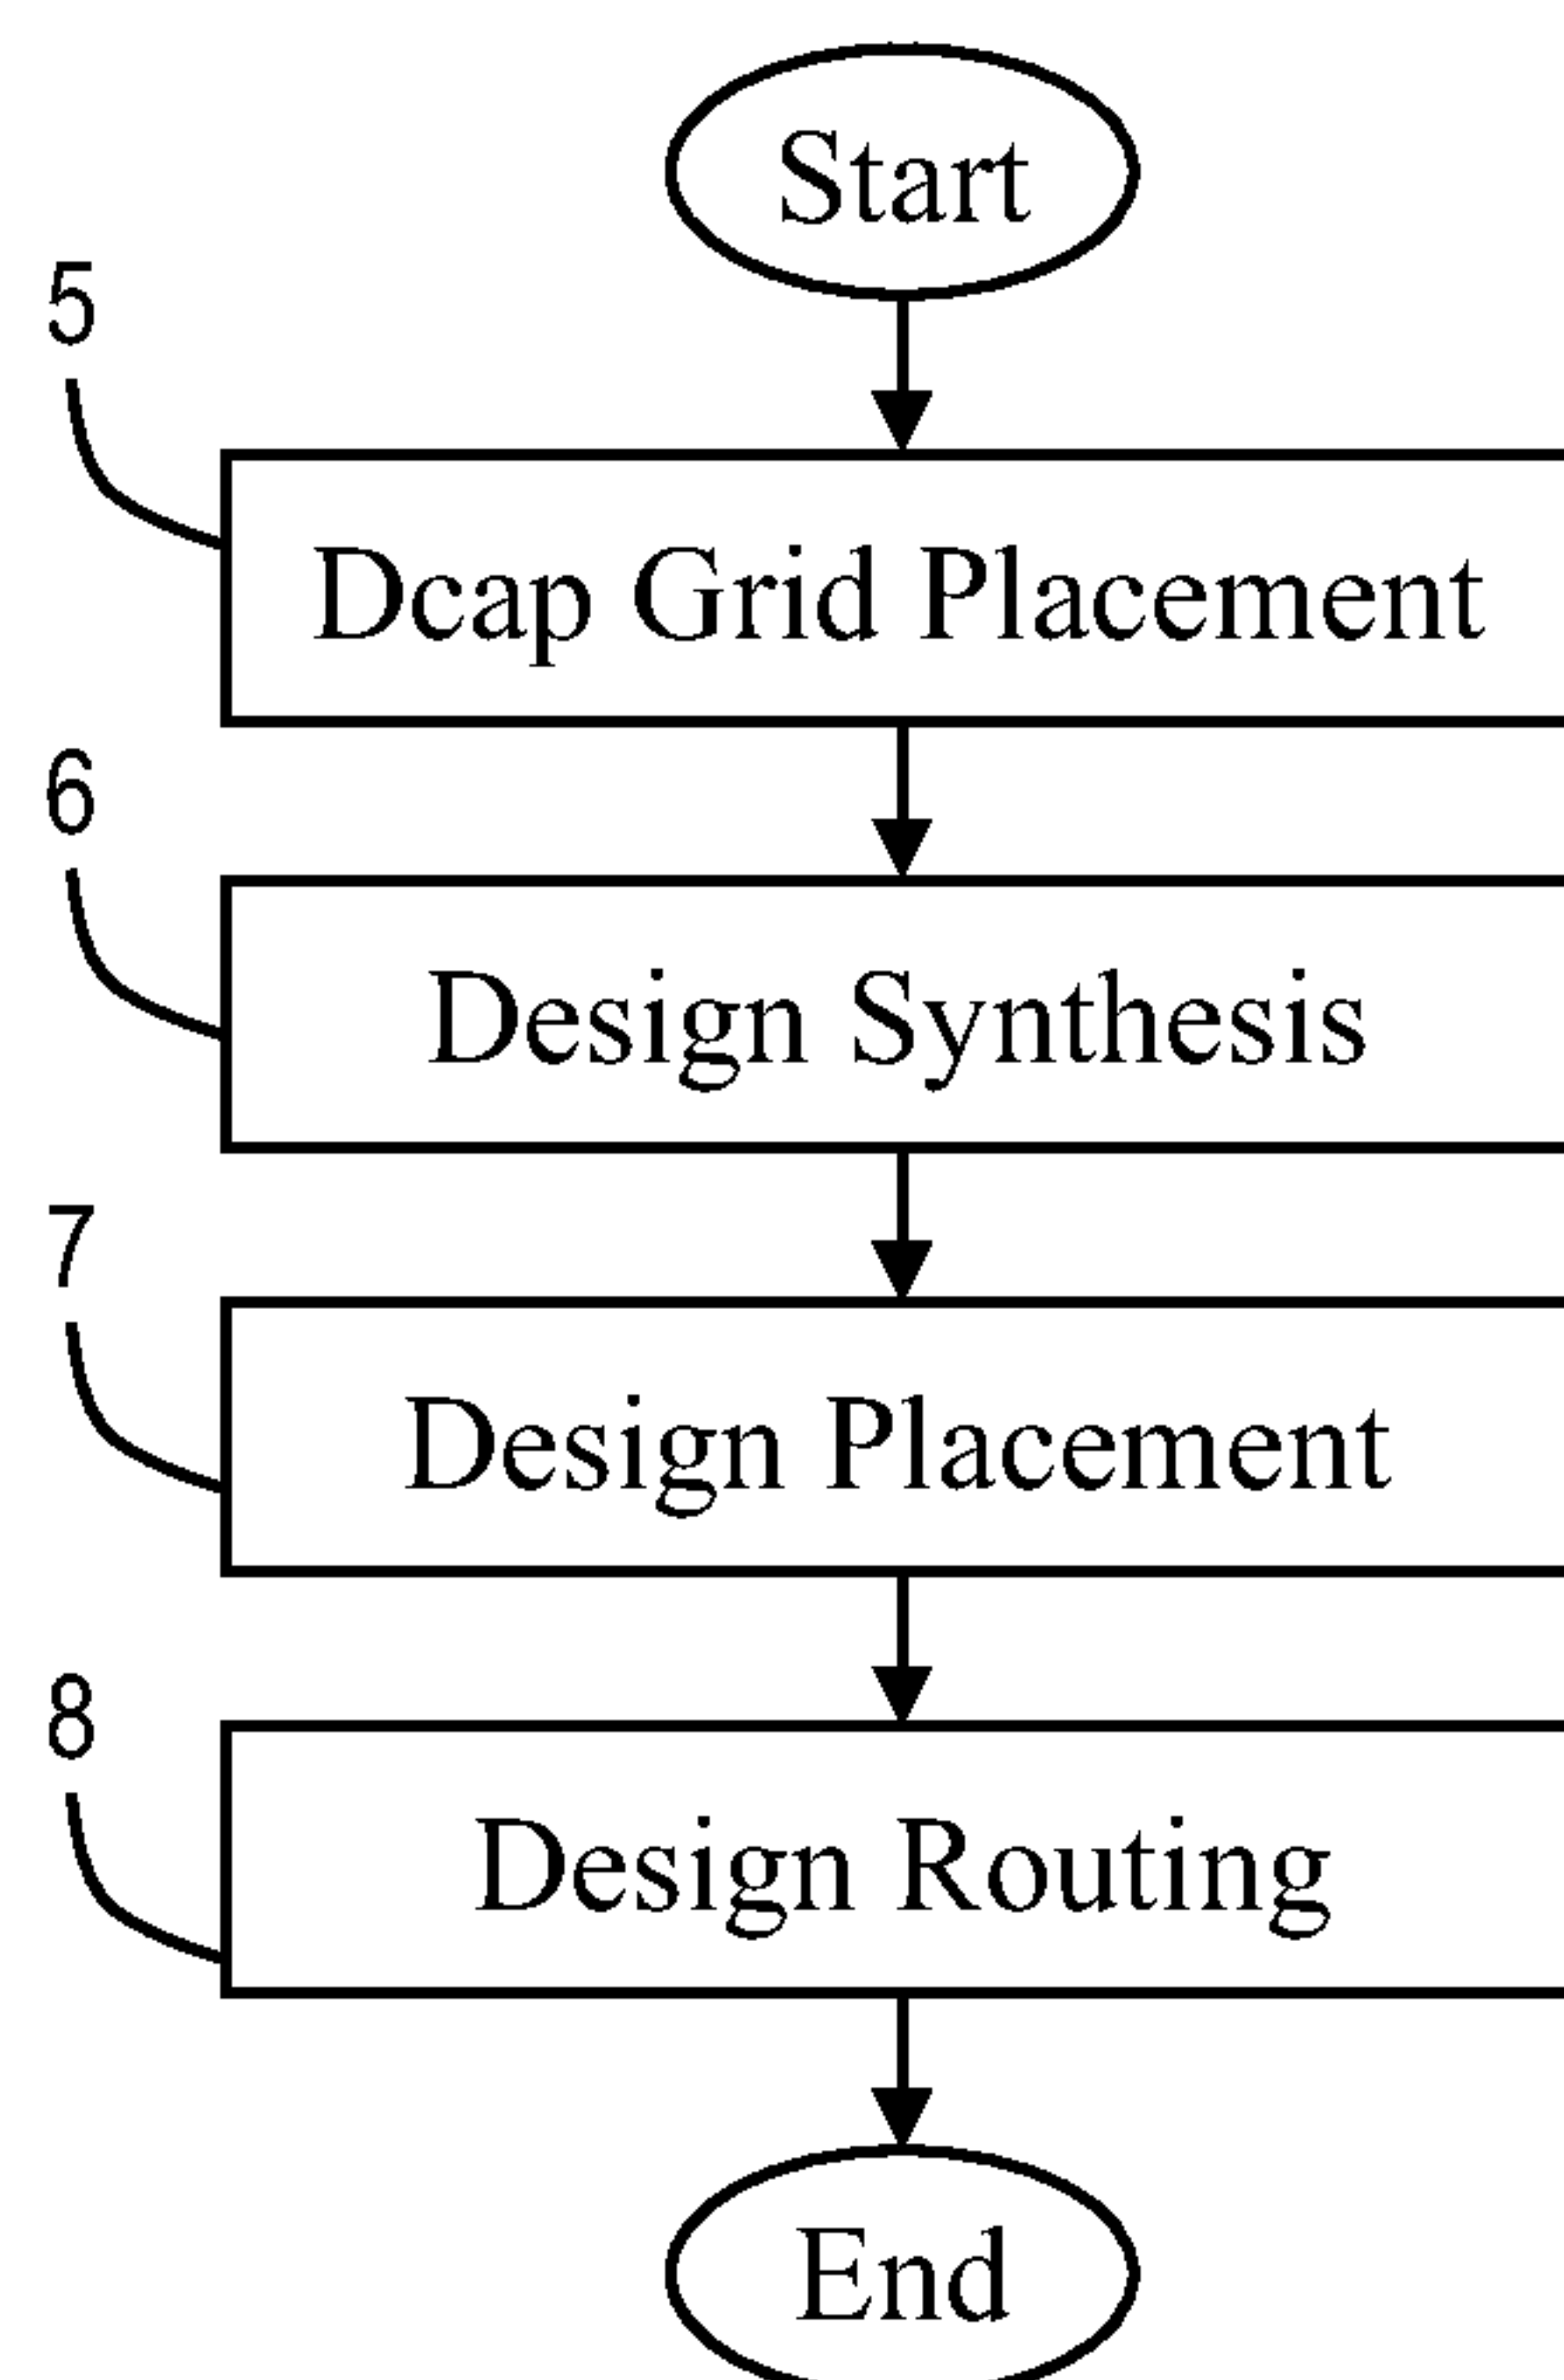 Start
5
Dcap Grid Placement
6
Design Synthesis
7
Design Placement
8
Design Routing
End